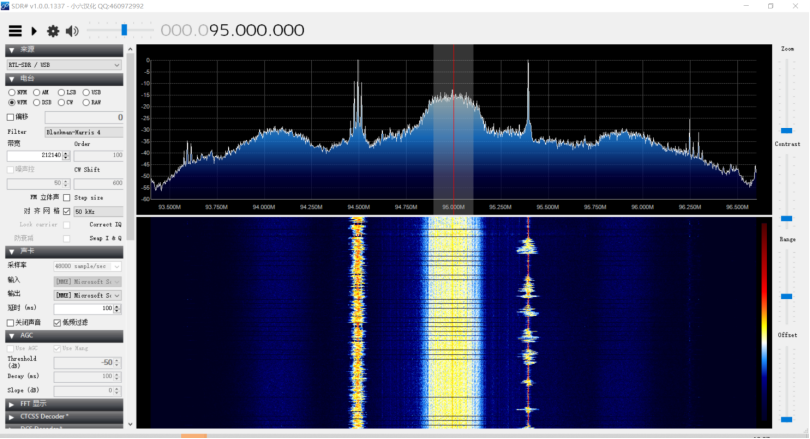 SDR# v1.0.0.1337 - 小六汉化 QQ:460972992
000.095.000.000
来源
RTL-SDR / USB
电台
NFM AM LSB USB
WFM DSB CW RAW
偏移 0
Filter Blackman-Harris 4
带宽 Order
212140 100
噪声控 CW Shift
50 600
FM 立体声 Step size
对齐网格 50 kHz
Lock carrier Correct IQ
Swap I & Q
声卡
采样率 48000 sample/sec
输入 [MME] Microsoft So
输出 [MME] Microsoft So
延时 (ms) 100
关闭声音 低频过滤
AGC
Use AGC Use Hang
Threshold
(dB) -50
Decay (ms) 100
Slope (dB) 0
FFT 显示
CTCSS Decoder*
0
-5
-10
-15
-20
-25
-30
-35
-40
-45
-50
-55
-60
93.500M 93.750M 94.000M 94.250M 94.500M 94.750M 95.000M 95.250M 95.500M 95.750M 96.000M 96.250M 96.500M
Zoom
Contrast
Range
Offset